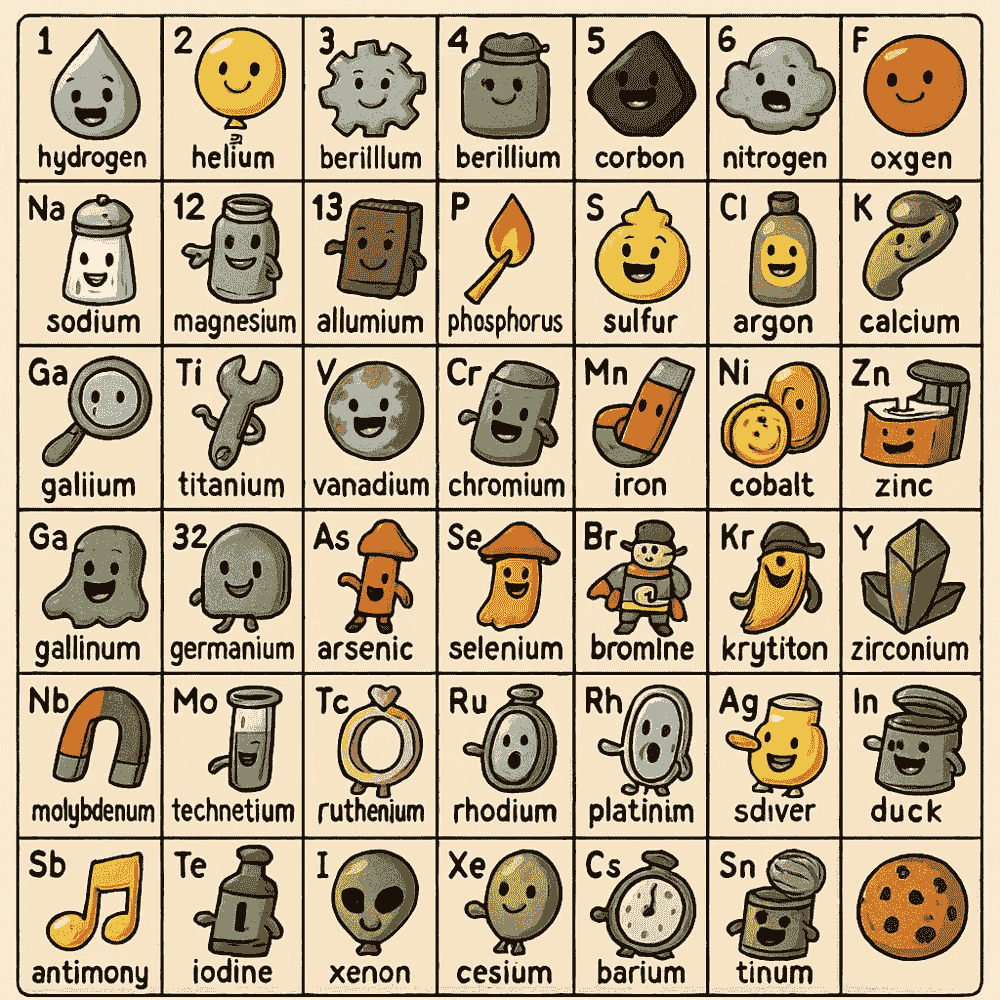 1 2 3 4 5 6 F
hydrogen helium berilllum berillium corbon nitrogen oxgen
Na 12 13 P S Cl K
sodium magnesium allumium phosphorus sulfur argon calcium
Ga Ti V Cr Mn Ni Zn
galiium titanium vanadium chromium iron cobalt zinc
Ga 32 As Se Br Kr Y
gallinum germanium arsenic selenium bromlne krytiton zirconium
Nb Mo Tc Ru Rh Ag In
molybdenum technetium ruthenlum rhodium platinim sdiver duck
Sb Te I Xe Cs Sn
antimony iodine xenon cesium barium tinum